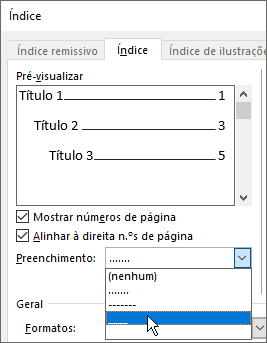 Índice
Índice remissivo Índice Índice de ilustraçõe
Pré-visualizar
Título 1 1
Título 2 3
Título 3 5
Mostrar números de página
Alinhar à direita n.ºs de página
Preenchimento: .......
(nenhum)
.......
-------
____
Geral
Formatos: